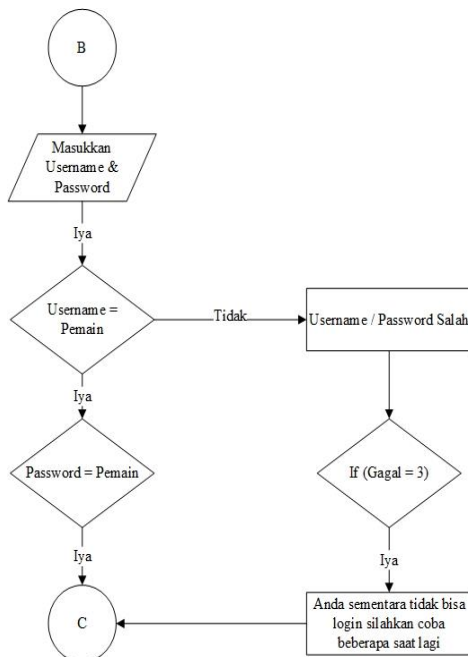 B
Masukkan
Username &
Password
Iya
Username =
Pemain
Tidak
Username / Password Salah
Iya
Password = Pemain
If (Gagal = 3)
Iya
Iya
C
Anda sementara tidak bisa
login silahkan coba
beberapa saat lagi